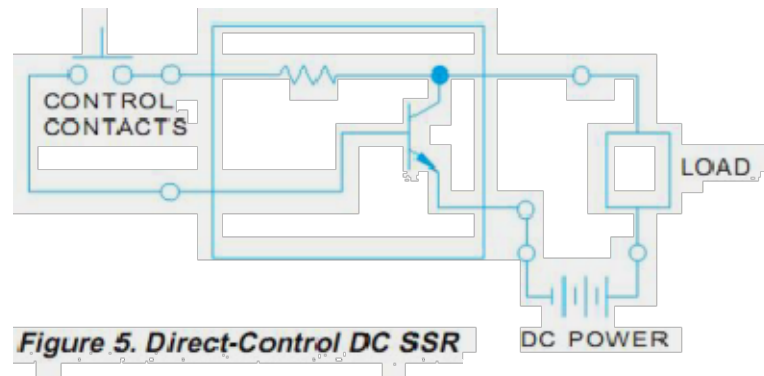 CONTROL
CONTACTS
LOAD
DC POWER
Figure 5. Direct-Control DC SSR